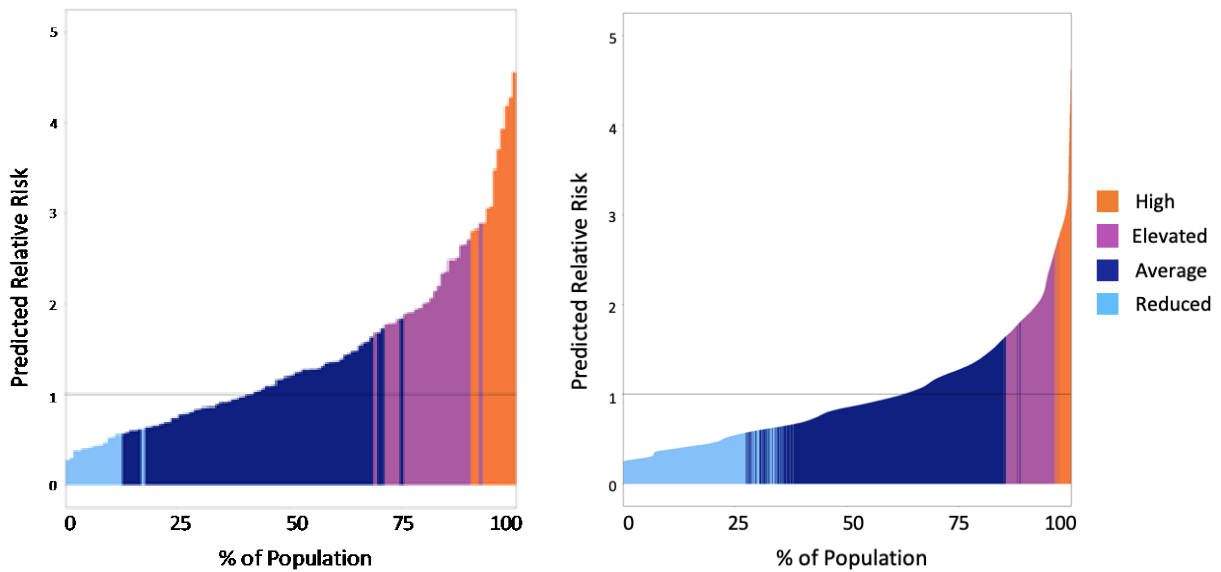 5
4
3
2
1
0
Predicted Relative Risk
0 25 50 75 100
% of Population
5
4
3
2
1
0
Predicted Relative Risk
0 25 50 75 100
% of Population
High
Elevated
Average
Reduced